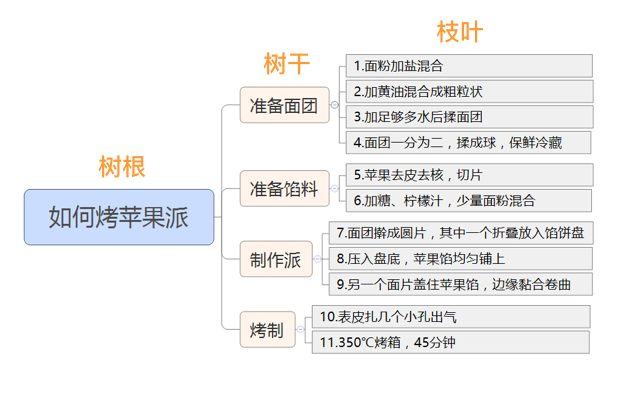 枝叶
树干
树根
如何烤苹果派
准备面团
1.面粉加盐混合
2.加黄油混合成粗粒状
3.加足够多水后揉面团
4.面团一分为二，揉成球，保鲜冷藏
准备馅料
5.苹果去皮去核，切片
6.加糖、柠檬汁，少量面粉混合
制作派
7.面团擀成圆片，其中一个折叠放入馅饼盘
8.压入盘底，苹果馅均匀铺上
9.另一个面片盖住苹果馅，边缘黏合卷曲
烤制
10.表皮扎几个小孔出气
11.350℃烤箱，45分钟